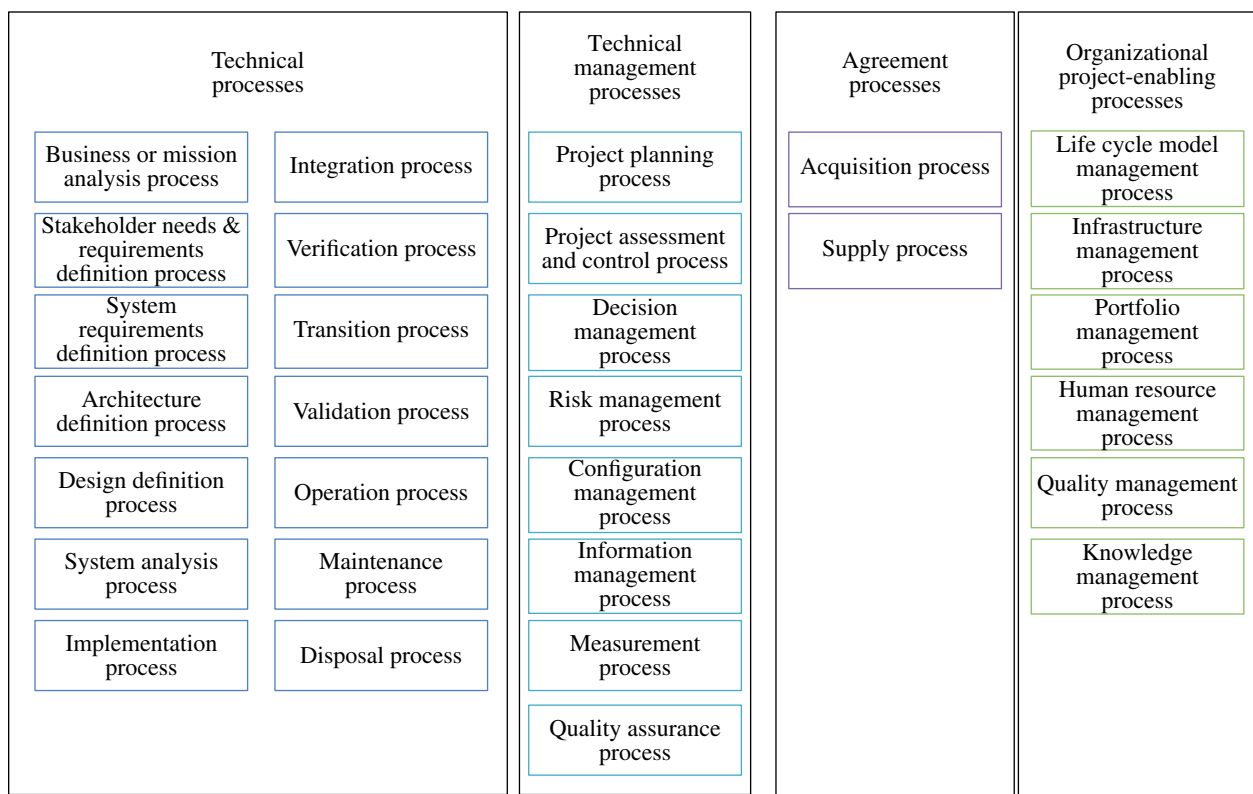 Technical
processes
Business or mission
analysis process
Stakeholder needs &
requirements
definition process
System
requirements
definition process
Architecture
definition process
Design definition
process
System analysis
process
Implementation
process
Integration process
Verification process
Transition process
Validation process
Operation process
Maintenance
process
Disposal process
Technical
management
processes
Project planning
process
Project assessment
and control process
Decision
management
process
Risk management
process
Configuration
management
process
Information
management
process
Measurement
process
Quality assurance
process
Agreement
processes
Acquisition process
Supply process
Organizational
project-enabling
processes
Life cycle model
management
process
Infrastructure
management
process
Portfolio
management
process
Human resource
management
process
Quality management
process
Knowledge
management
process